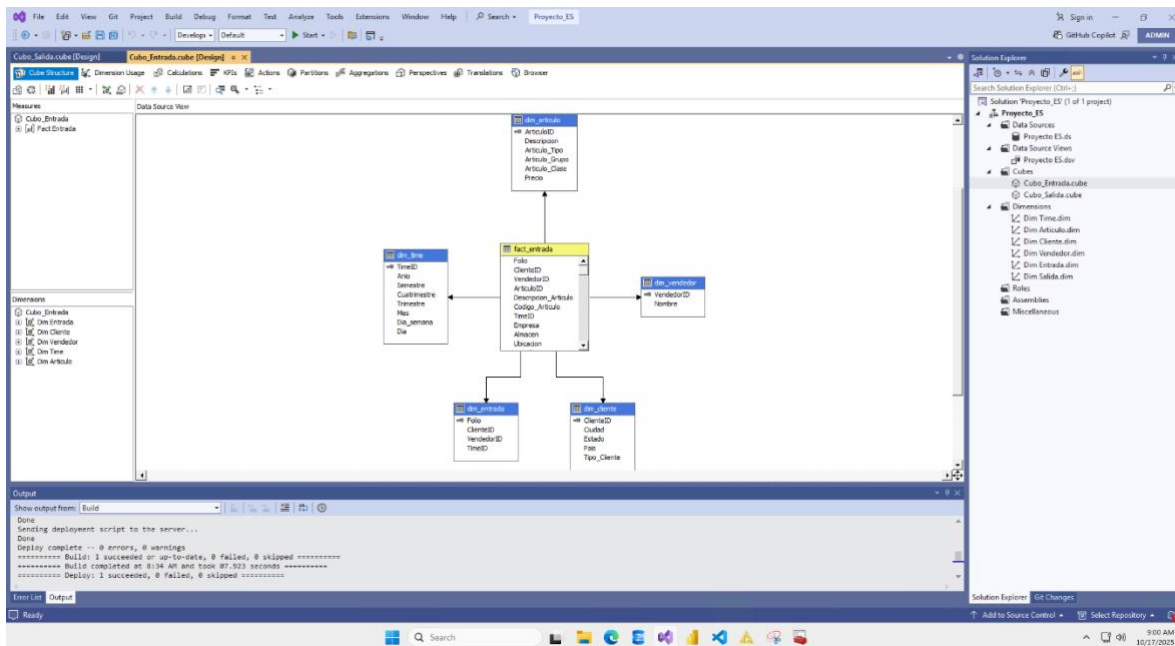 File Edit View Git Project Build Debug Format Test Analyze Tools Extensions Window Help Search Proyecto_ES Sign in
Develop Default Start GitHub Copilot ADMIN
Cubo_Salida.cube [Design] Cubo_Entrada.cube [Design]
Cube Structure Dimension Usage Calculations KPIs Actions Partitions Aggregations Perspectives Translations Browser
Measures
Cubo_Entrada
Fact Entrada
Dimensions
Cubo_Entrada
Dim Entrada
Dim Cliente
Dim Vendedor
Dim Time
Dim Articulo
Data Source View
dim_articulo
ArticuloID
Descripcion
Articulo_Tipo
Articulo_Grupo
Articulo_Clase
Precio
dim_time
TimeID
Anio
Semestre
Cuatrimestre
Trimestre
Mes
Dia_semana
Dia
fact_entrada
Folio
ClienteID
VendedorID
ArticuloID
Descripcion_Articulo
Codigo_Articulo
TimeID
Empresa
Almacen
Ubicacion
dim_vendedor
VendedorID
Nombre
dim_entrada
Folio
ClienteID
VendedorID
TimeID
dim_cliente
ClienteID
Ciudad
Estado
Pais
Tipo_Cliente
Solution Explorer
Search Solution Explorer (Ctrl+;)
Solution 'Proyecto_ES' (1 of 1 project)
Proyecto_ES
Data Sources
Proyecto ES.ds
Data Source Views
Proyecto ES.dsv
Cubes
Cubo_Entrada.cube
Cubo_Salida.cube
Dimensions
Dim Time.dim
Dim Articulo.dim
Dim Cliente.dim
Dim Vendedor.dim
Dim Entrada.dim
Dim Salida.dim
Roles
Assemblies
Miscellaneous
Output
Show output from: Build
Done
Sending deployment script to the server...
Done
Deploy complete -- 0 errors, 0 warnings
========== Build: 1 succeeded or up-to-date, 0 failed, 0 skipped ==========
========== Build completed at 8:34 AM and took 07.923 seconds ==========
========== Deploy: 1 succeeded, 0 failed, 0 skipped ==========
Error List Output
Solution Explorer Git Changes
Ready Add to Source Control Select Repository
Search
9:00 AM
10/17/2025